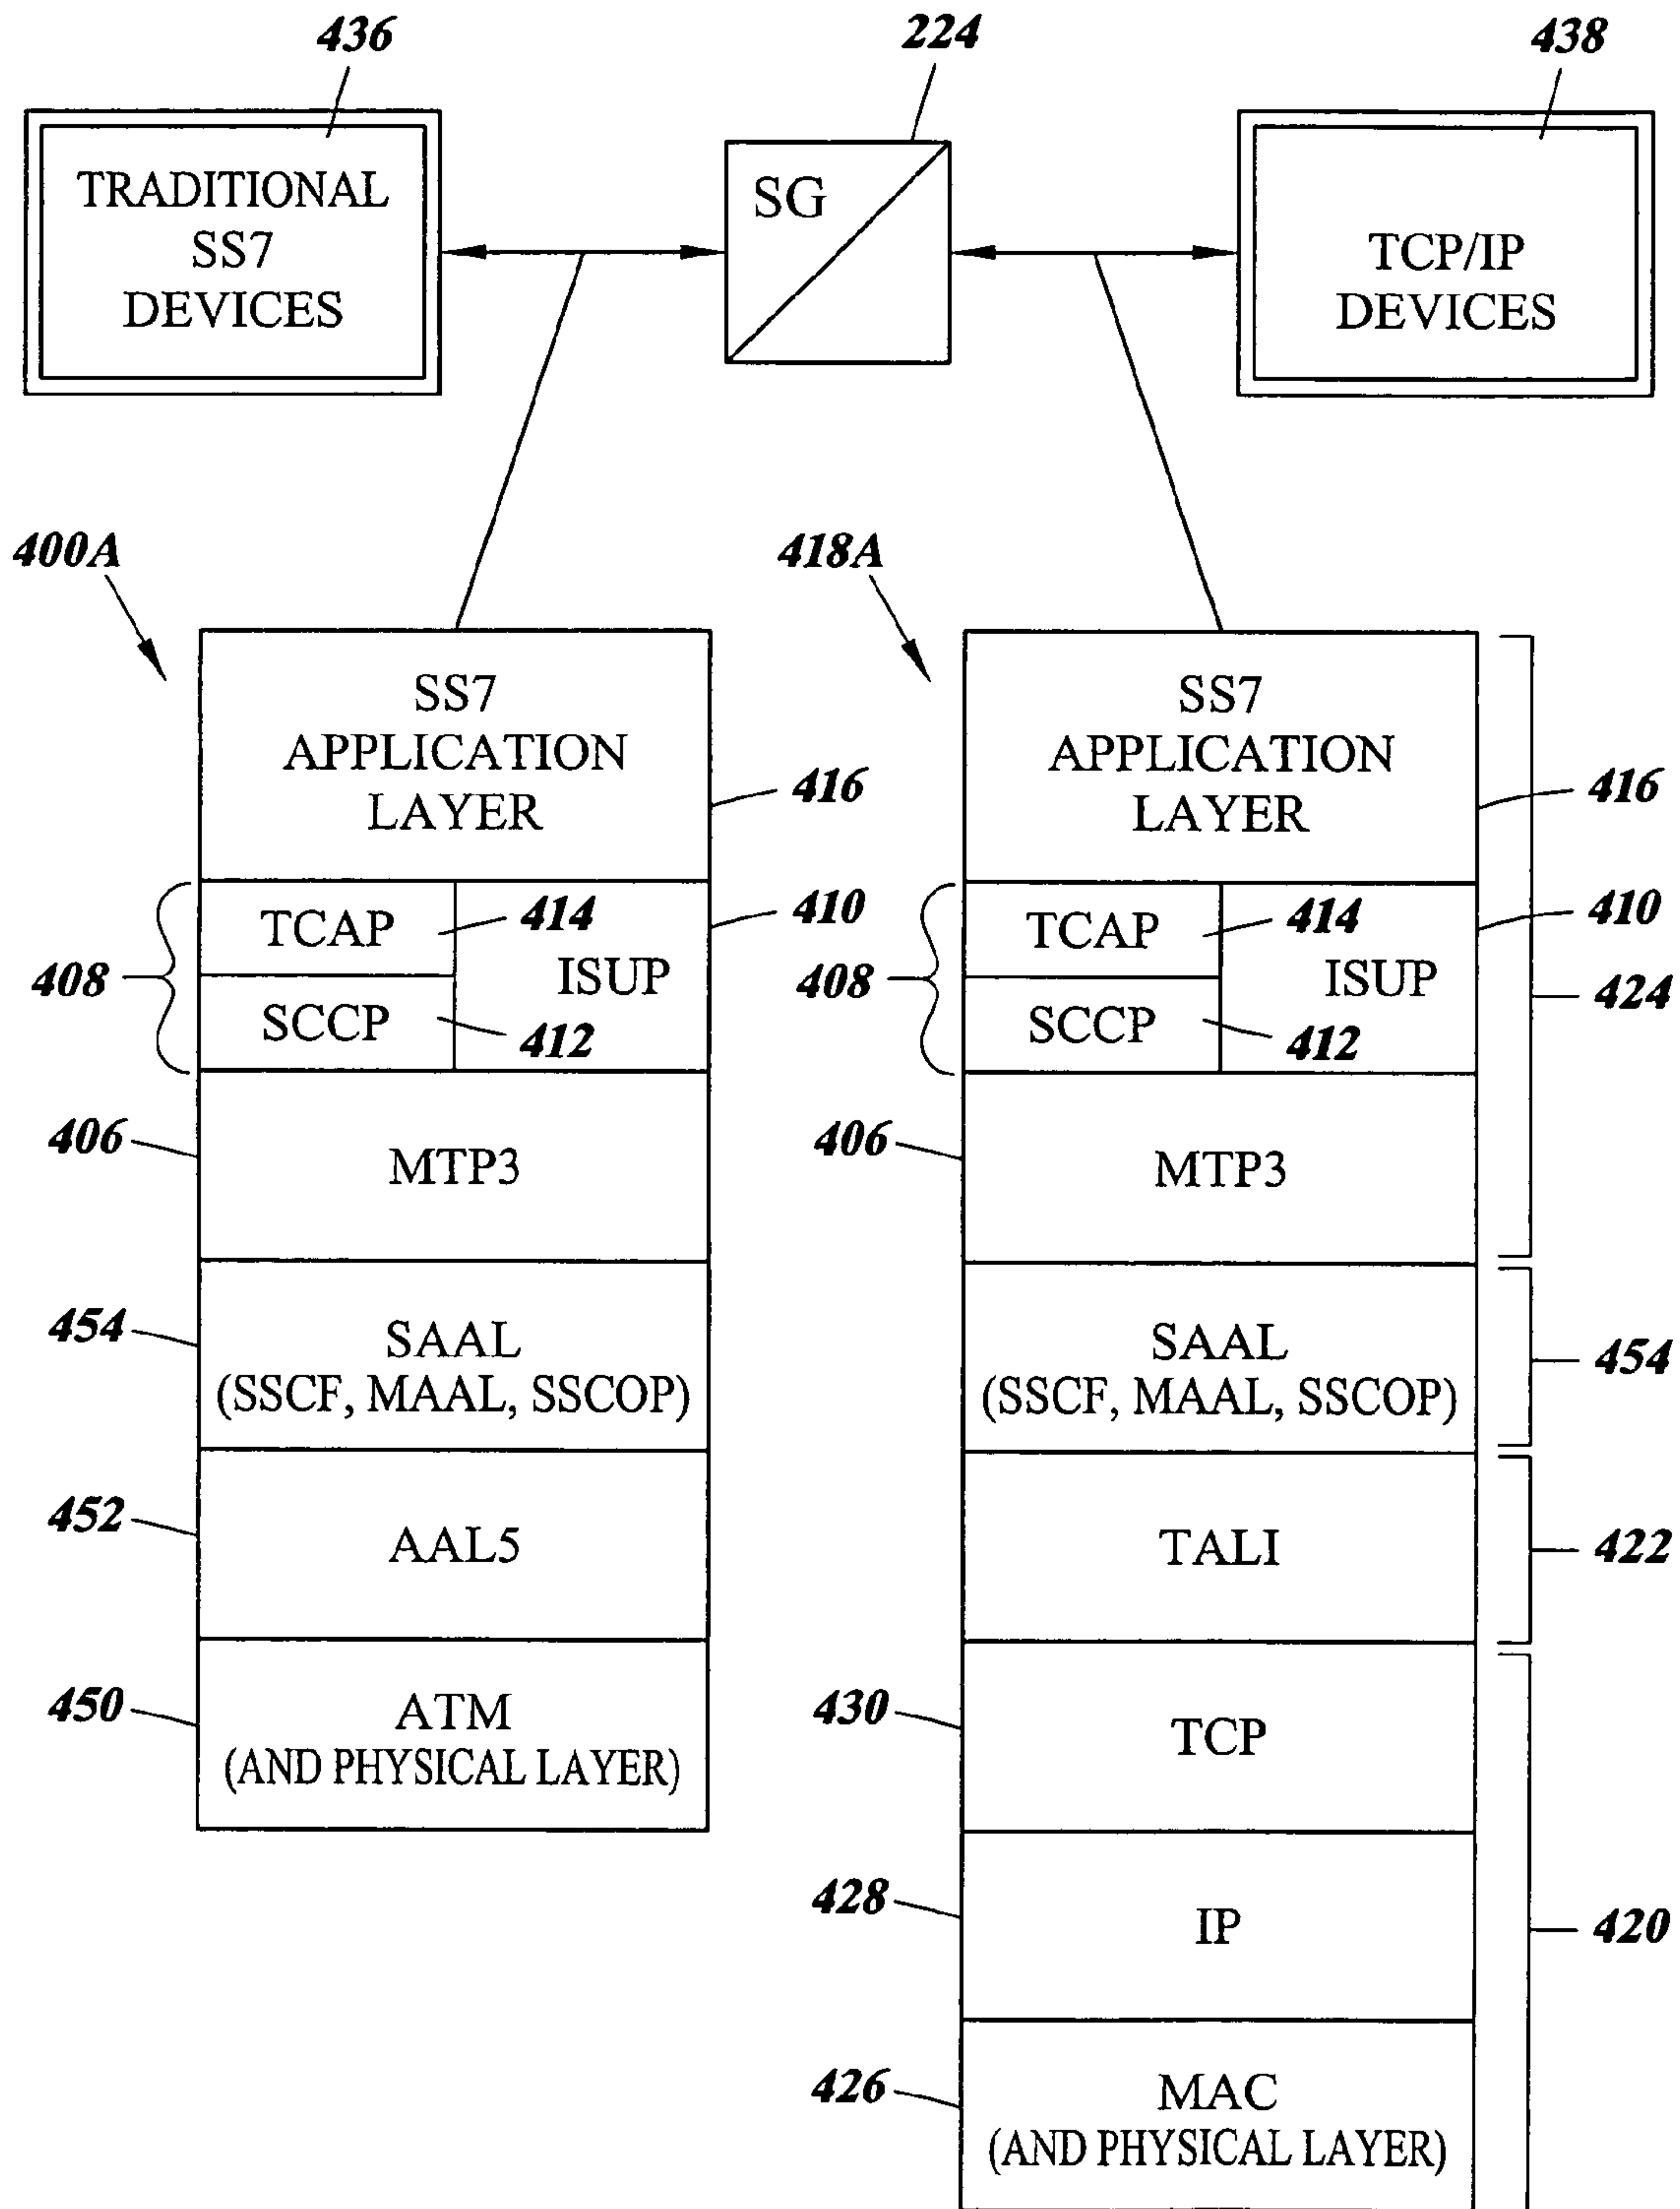 436
224
438
TRADITIONAL
SS7
DEVICES
SG
TCP/IP
DEVICES
400A
418A
SS7
APPLICATION
LAYER
416
TCAP
414
410
408
ISUP
SCCP
412
406
MTP3
454
SAAL
(SSCF, MAAL, SSCOP)
452
AAL5
450
ATM
(AND PHYSICAL LAYER)
SS7
APPLICATION
LAYER
416
TCAP
414
410
408
ISUP
424
SCCP
412
406
MTP3
SAAL
(SSCF, MAAL, SSCOP)
454
TALI
422
430
TCP
428
IP
420
426
MAC
(AND PHYSICAL LAYER)